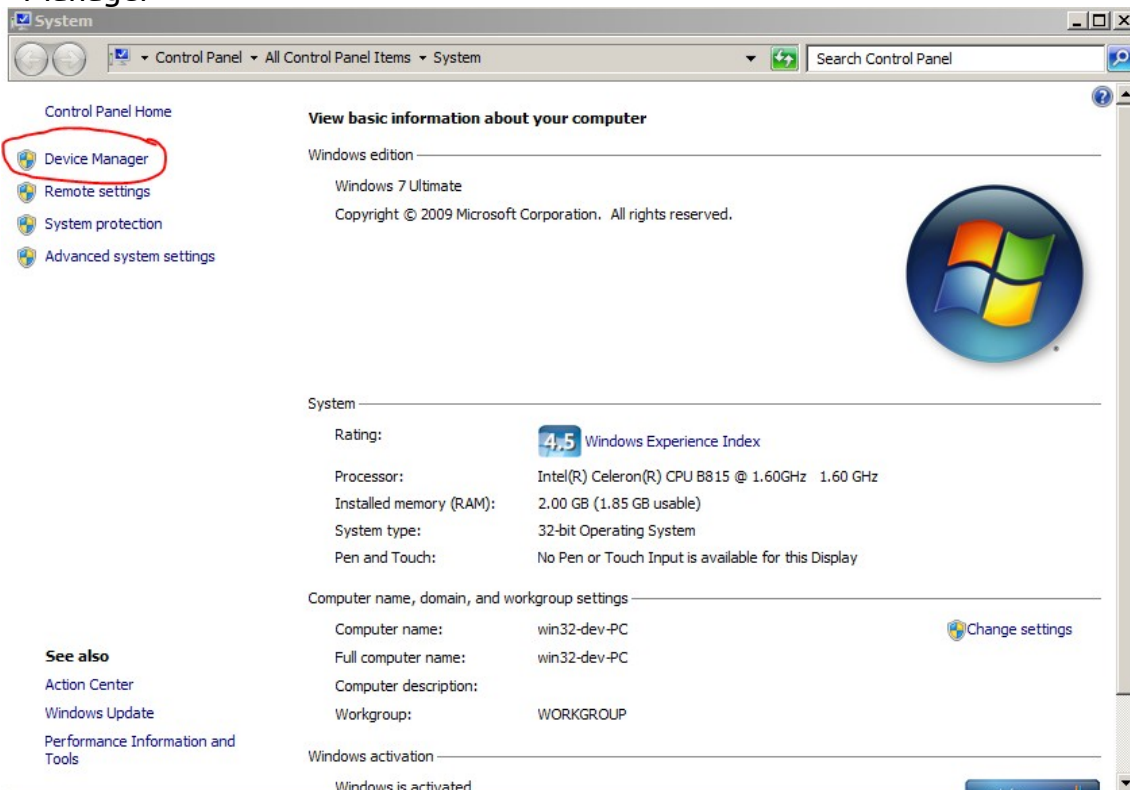 Manager
System
Control Panel All Control Panel Items System
Search Control Panel
Control Panel Home
Device Manager
Remote settings
System protection
Advanced system settings
See also
Action Center
Windows Update
Performance Information and
Tools
View basic information about your computer
Windows edition
Windows 7 Ultimate
Copyright © 2009 Microsoft Corporation. All rights reserved.
System
Rating: 4,5 Windows Experience Index
Processor: Intel(R) Celeron(R) CPU B815 @ 1.60GHz 1.60 GHz
Installed memory (RAM): 2.00 GB (1.85 GB usable)
System type: 32-bit Operating System
Pen and Touch: No Pen or Touch Input is available for this Display
Computer name, domain, and workgroup settings
Computer name: win32-dev-PC
Change settings
Full computer name: win32-dev-PC
Computer description:
Workgroup: WORKGROUP
Windows activation
Windows is activated